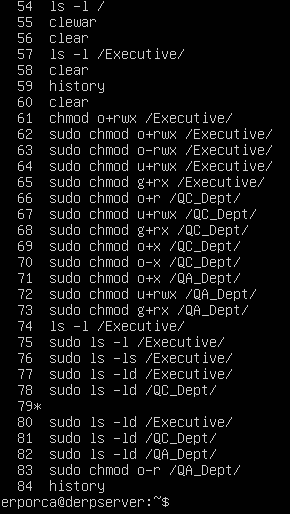 54 ls -l /
55 clewar
56 clear
57 ls -l /Executive/
58 clear
59 history
60 clear
61 chmod o+rwx /Executive/
62 sudo chmod o+rwx /Executive/
63 sudo chmod o-rwx /Executive/
64 sudo chmod u+rwx /Executive/
65 sudo chmod g+rx /Executive/
66 sudo chmod o+r /QC_Dept/
67 sudo chmod u+rwx /QC_Dept/
68 sudo chmod g+rx /QC_Dept/
69 sudo chmod o+x /QC_Dept/
70 sudo chmod o-x /QC_Dept/
71 sudo chmod o+x /QA_Dept/
72 sudo chmod u+rwx /QA_Dept/
73 sudo chmod g+rx /QA_Dept/
74 ls -l /Executive/
75 sudo ls -l /Executive/
76 sudo ls -ls /Executive/
77 sudo ls -ld /Executive/
78 sudo ls -ld /QC_Dept/
79*
80 sudo ls -ld /Executive/
81 sudo ls -ld /QC_Dept/
82 sudo ls -ld /QA_Dept/
83 sudo chmod o-r /QA_Dept/
84 history
erporca@derpserver:~$